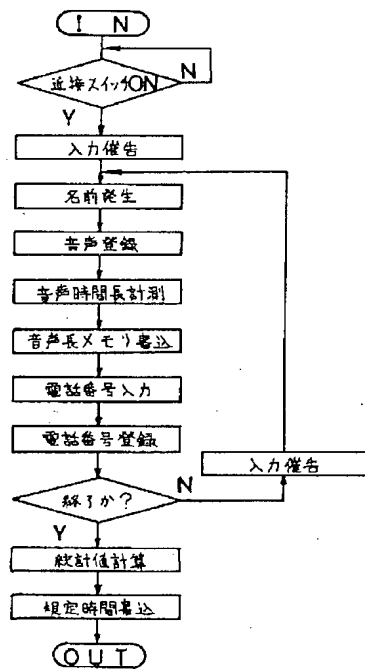 IN
近接スイッチON
N
Y
入力催告
名前発生
音声登録
音声時間長計測
音声長メモリ書込
電話番号入力
電話番号登録
入力催告
終了か?
N
Y
統計値計算
規定時間書込
OUT